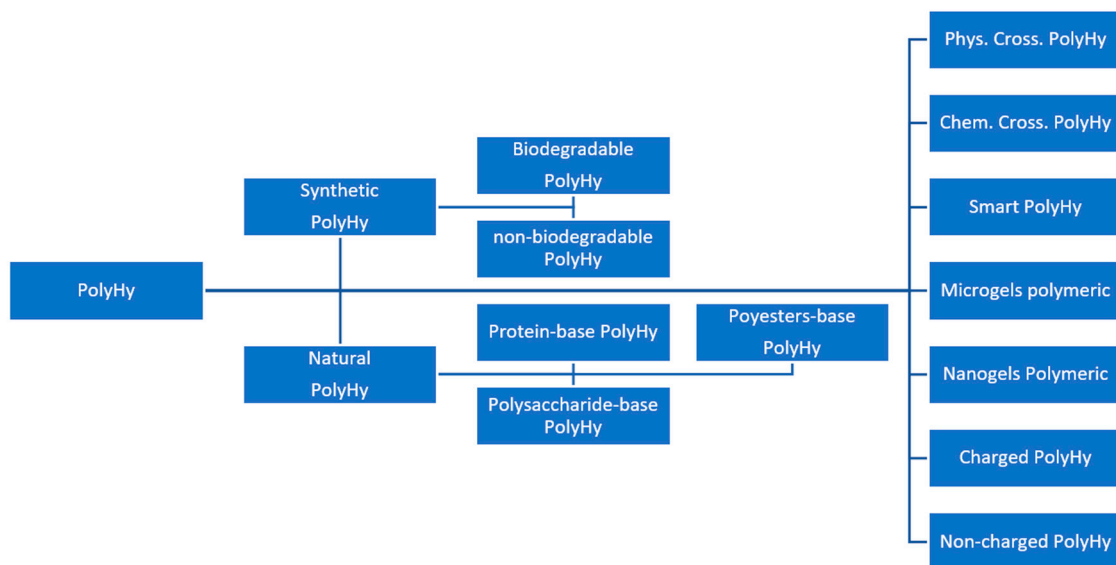 PolyHy
Synthetic
PolyHy
Natural
PolyHy
Biodegradable
PolyHy
non-biodegradable
PolyHy
Protein-base PolyHy
Polysaccharide-base
PolyHy
Poyesters-base
PolyHy
Phys. Cross. PolyHy
Chem. Cross. PolyHy
Smart PolyHy
Microgels polymeric
Nanogels Polymeric
Charged PolyHy
Non-charged PolyHy